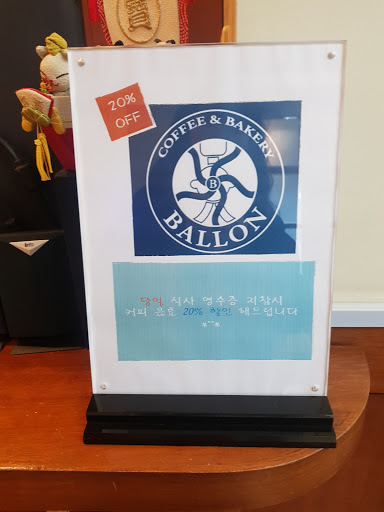 20%
OFF
COFFEE & BAKERY
B
BALLON
당일 식사 영수증 지참시
커피 음료 20% 할인 해드립니다
*^^*